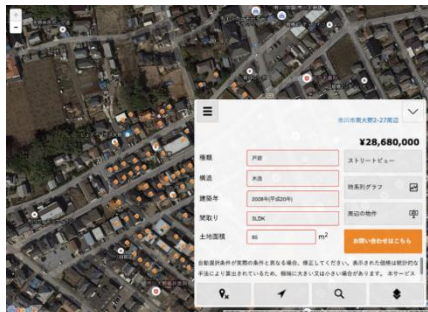 +
-
市川市南大野2-27周辺
¥28,680,000
種類
戸建
ストリートビュー
構造
木造
時系列グラフ
建築年
2008年(平成20年)
間取り
3LDK
周辺の物件
土地面積
65
m2
お問い合わせはこちら
自動選択条件が実際の条件と異なる場合、修正してください。表示された価格は統計的な
手法により算出されているため、極端に大きい又は小さい場合があります。本サービス